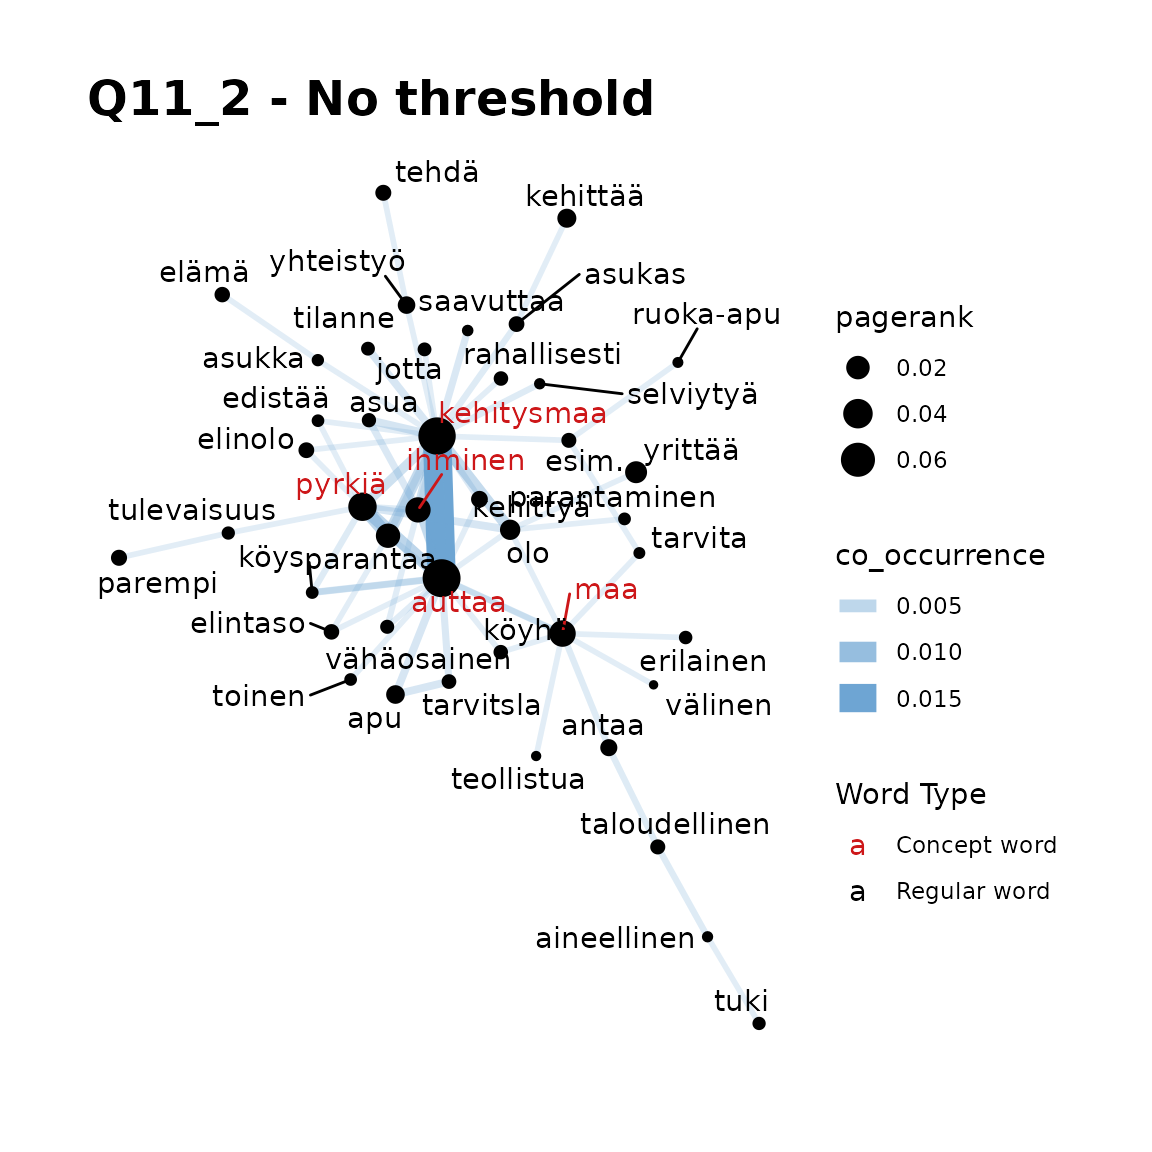 Q11_2 - No threshold
tehdä
kehittää
yhteistyö
elämä
asukas
saavuttaa
ruoka-apu
tilanne
rahallisesti
asukka
jotta
selviytyä
edistää
asua
kehitysmaa
elinolo
yrittää
ihminen
esim.
pyrkiä
parantaminen
kehittyä
tulevaisuus
tarvita
olo
köys
parantaa
parempi
maa
auttaa
elintaso
köyhä
vähäosainen
erilainen
toinen
tarvitsla
välinen
apu
antaa
teollistua
taloudellinen
aineellinen
tuki
pagerank
0.02
0.04
0.06
co_occurrence
0.005
0.010
0.015
Word Type
a Concept word
a Regular word